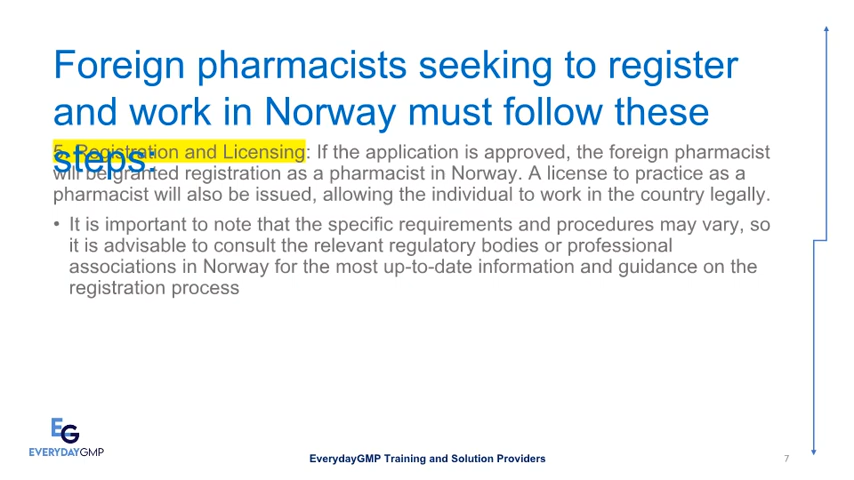 Foreign pharmacists seeking to register
and work in Norway must follow these
steps:
5. Registration and Licensing: If the application is approved, the foreign pharmacist
will be granted registration as a pharmacist in Norway. A license to practice as a
pharmacist will also be issued, allowing the individual to work in the country legally.
• It is important to note that the specific requirements and procedures may vary, so
it is advisable to consult the relevant regulatory bodies or professional
associations in Norway for the most up-to-date information and guidance on the
registration process
EG
EVERYDAYGMP
EverydayGMP Training and Solution Providers
7